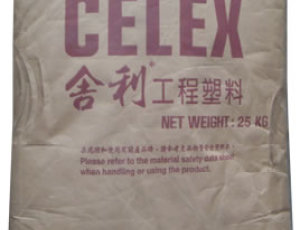 CELEX
舍利®工程塑料
NET WEIGHT: 25 KG
Please refer to the material safety data sheet
when handling or using the product.